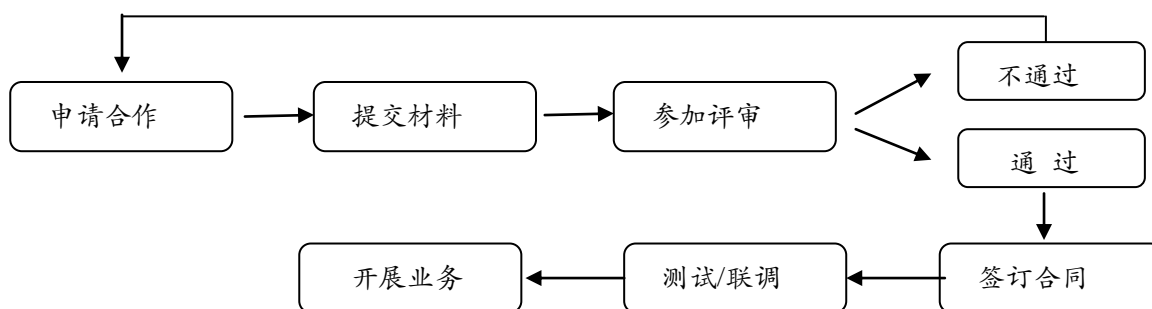 申请合作
提交材料
参加评审
不通过
通 过
签订合同
测试/联调
开展业务